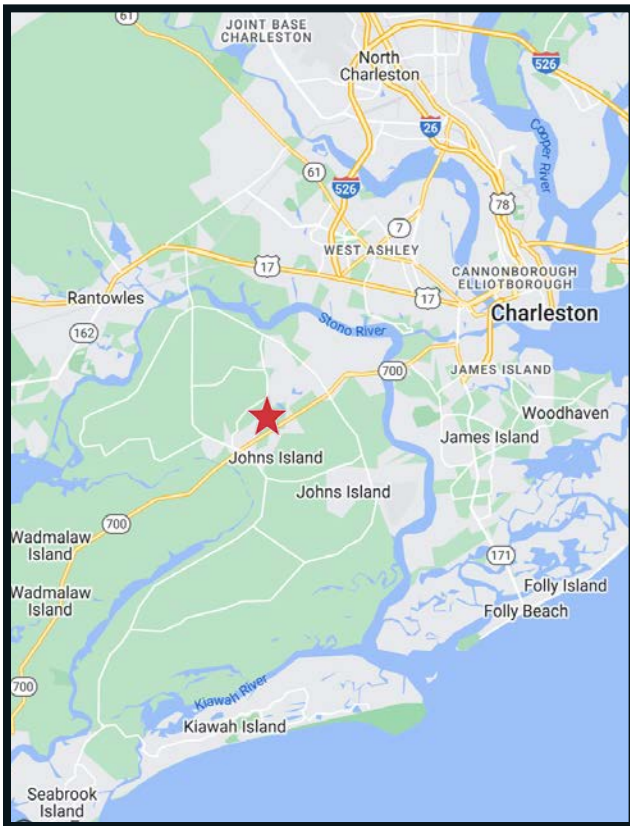 61
JOINT BASE
CHARLESTON
North
Charleston
526
26
Cooper River
61
526
78
7
WEST ASHLEY
17
CANNONBOROUGH
ELLIOTBOROUGH
Rantowles
17
Charleston
Stono River
162
700
JAMES ISLAND
Woodhaven
James Island
Johns Island
Johns Island
700
Wadmalaw
Island
171
Wadmalaw
Island
Folly Island
Folly Beach
700
Kiawah River
Kiawah Island
Seabrook
Island